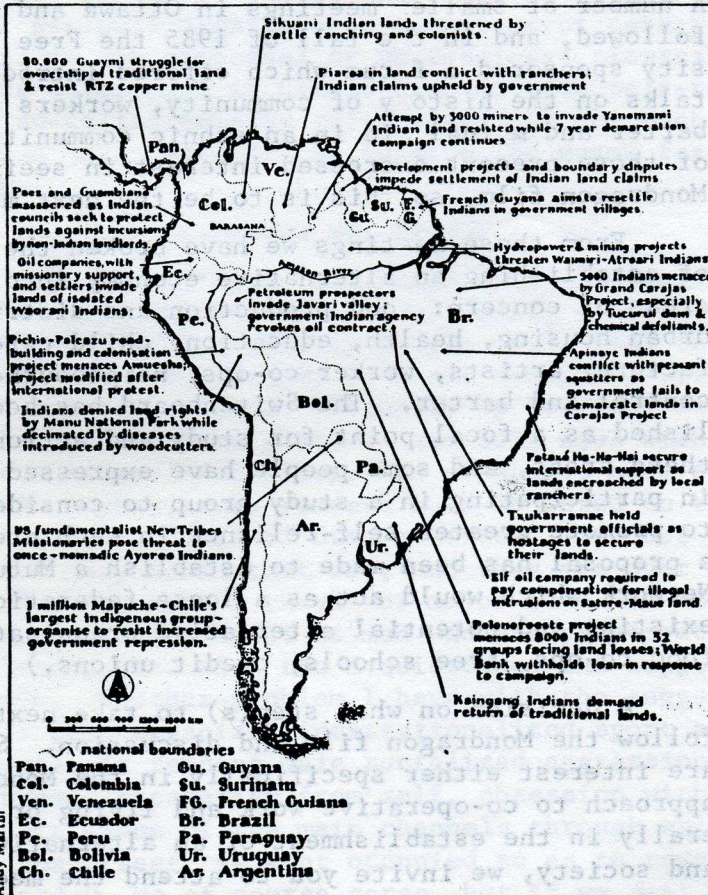 Sikuani Indian lands threatened by
cattle ranching and colonists.
80,000 Guaymi struggle for
ownership of traditional land
& resist RTZ copper mine
Piaroa in land conflict with ranchers;
Indian claims upheld by government
Attempt by 3000 miners to invade Yanomami
Indian land resisted while 7 year demarcation
campaign continues
Development projects and boundary disputes
impede settlement of Indian land claims
French Guyana aims to resettle
Indians in government villages.
Paez and Guambiano
massacred as Indian
councils seek to protect
lands against incursions
by non-Indian landlords.
Oil companies, with
missionary support,
and settlers invade
lands of isolated
Waorani Indians.
Hydropower & mining projects
threaten Waimiri-Atroari Indians
5000 Indians menaced
by Grand Carajas
Project, especially
by Tucurui dam &
chemical defoliants.
Petroleum prospectors
invade Javari valley;
government Indian agency
revokes oil contract.
Pichis-Palcazu road-
building and colonisation
project menaces Amuesha;
project modified after
international campaign
Apinaye Indians
conflict with peasant
squatters as
government fails to
demarcate land in
Carajas Project
Indians denied land rights
by Manu National Park while
decimated by diseases
introduced by woodcutters.
Pataxó Ha-Ha-Hai secure
international support as
lands encroached by local
ranchers
US fundamentalist New Tribes
Missionaries pose threat to
once-nomadic Ayoreo Indians.
Txukarramae held
government officials as
hostages to secure
their lands.
Elf oil company required to
pay compensation for illegal
intrusions on Sateré-Maue land.
1 million Mapuche-Chile's
largest indigenous group-
organise to resist increased
government repression.
Polonoroeste project
menaces 8000 Indians in 32
groups facing land losses; World
Bank withholds loan in response
to campaign.
Kaingang Indians demand
return of traditional lands.
Pan.
Ve.
Col.
Gu.
Su.
F.
G.
BARASANA
Ec.
AMAZON RIVER
Pe.
Br.
Bol.
Ch.
Pa.
Ar.
Ur.
national boundaries
Pan. Panama
Col. Colombia
Ven. Venezuela
Ec. Ecuador
Pe. Peru
Bol. Bolivia
Ch. Chile
Gu. Guyana
Su. Surinam
FG. French Guiana
Br. Brazil
Pa. Paraguay
Ur. Uruguay
Ar. Argentina